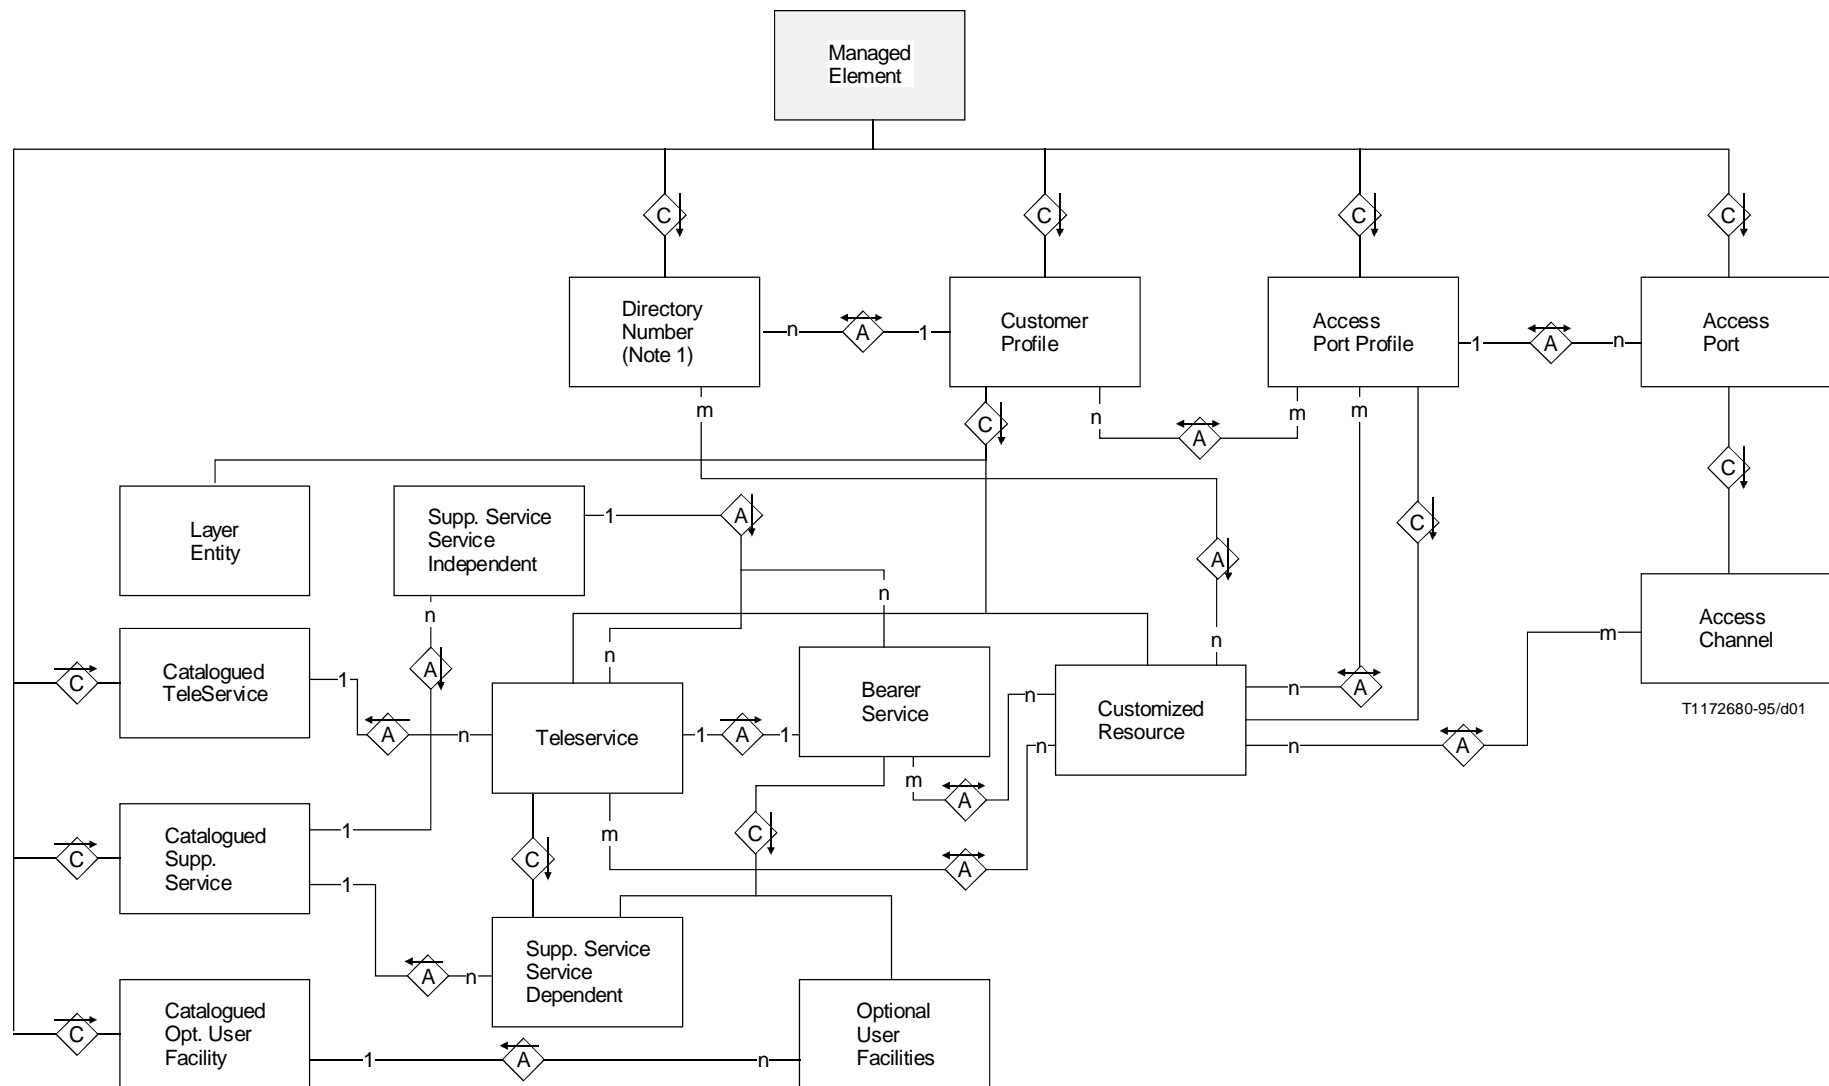 Managed
Element
C
C
C
C
Directory
Number
(Note 1)
n
A
1
Customer
Profile
Access
Port Profile
1
A
n
Access
Port
m
C
n
A
m
m
C
Layer
Entity
Supp. Service
Service
Independent
1
A
C
A
n
n
Access
Channel
m
T1172680-95/d01
Catalogued
TeleService
C
1
A
n
A
n
n
Teleservice
1
A
1
Bearer
Service
n
n
Customized
Resource
n
A
n
A
m
A
m
A
C
C
Catalogued
Supp.
Service
1
1
C
A
n
Supp. Service
Service
Dependent
C
Catalogued
Opt. User
Facility
1
A
n
Optional
User
Facilities